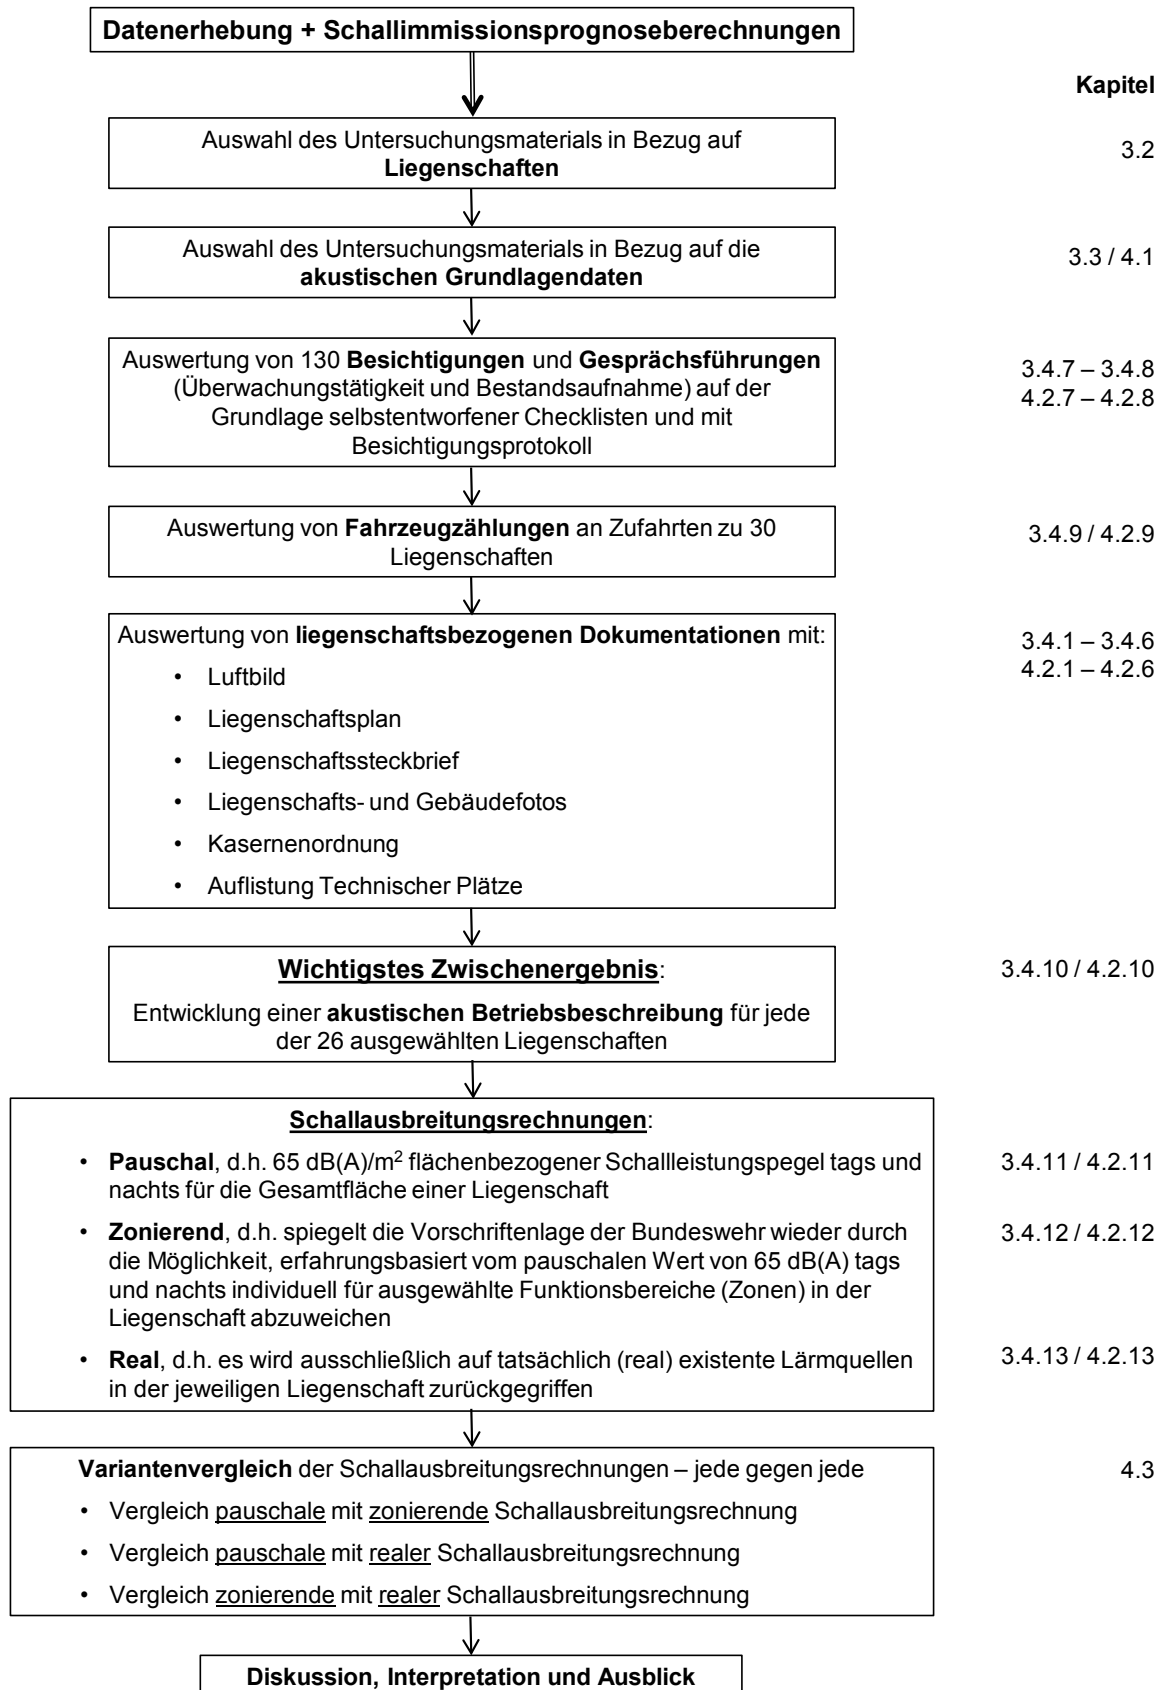 Datenerhebung + Schallimmissionsprognoseberechnungen
Kapitel
Auswahl des Untersuchungsmaterials in Bezug auf
Liegenschaften
3.2
Auswahl des Untersuchungsmaterials in Bezug auf die
akustischen Grundlagendaten
3.3 / 4.1
Auswertung von 130 Besichtigungen und Gesprächsführungen
(Überwachungstätigkeit und Bestandsaufnahme) auf der
Grundlage selbstentworfener Checklisten und mit
Besichtigungsprotokoll
3.4.7 – 3.4.8
4.2.7 – 4.2.8
Auswertung von Fahrzeugzählungen an Zufahrten zu 30
Liegenschaften
3.4.9 / 4.2.9
Auswertung von liegenschaftsbezogenen Dokumentationen mit:
• Luftbild
• Liegenschaftsplan
• Liegenschaftssteckbrief
• Liegenschafts- und Gebäudefotos
• Kasernenordnung
• Auflistung Technischer Plätze
3.4.1 – 3.4.6
4.2.1 – 4.2.6
Wichtigstes Zwischenergebnis:
Entwicklung einer akustischen Betriebsbeschreibung für jede
der 26 ausgewählten Liegenschaften
3.4.10 / 4.2.10
Schallausbreitungsrechnungen:
• Pauschal, d.h. 65 dB(A)/m² flächenbezogener Schallleistungspegel tags und
nachts für die Gesamtfläche einer Liegenschaft
3.4.11 / 4.2.11
• Zonierend, d.h. spiegelt die Vorschriftenlage der Bundeswehr wieder durch
die Möglichkeit, erfahrungsbasiert vom pauschalen Wert von 65 dB(A) tags
und nachts individuell für ausgewählte Funktionsbereiche (Zonen) in der
Liegenschaft abzuweichen
3.4.12 / 4.2.12
• Real, d.h. es wird ausschließlich auf tatsächlich (real) existente Lärmquellen
in der jeweiligen Liegenschaft zurückgegriffen
3.4.13 / 4.2.13
Variantenvergleich der Schallausbreitungsrechnungen – jede gegen jede
• Vergleich pauschale mit zonierende Schallausbreitungsrechnung
• Vergleich pauschale mit realer Schallausbreitungsrechnung
• Vergleich zonierende mit realer Schallausbreitungsrechnung
4.3
Diskussion, Interpretation und Ausblick